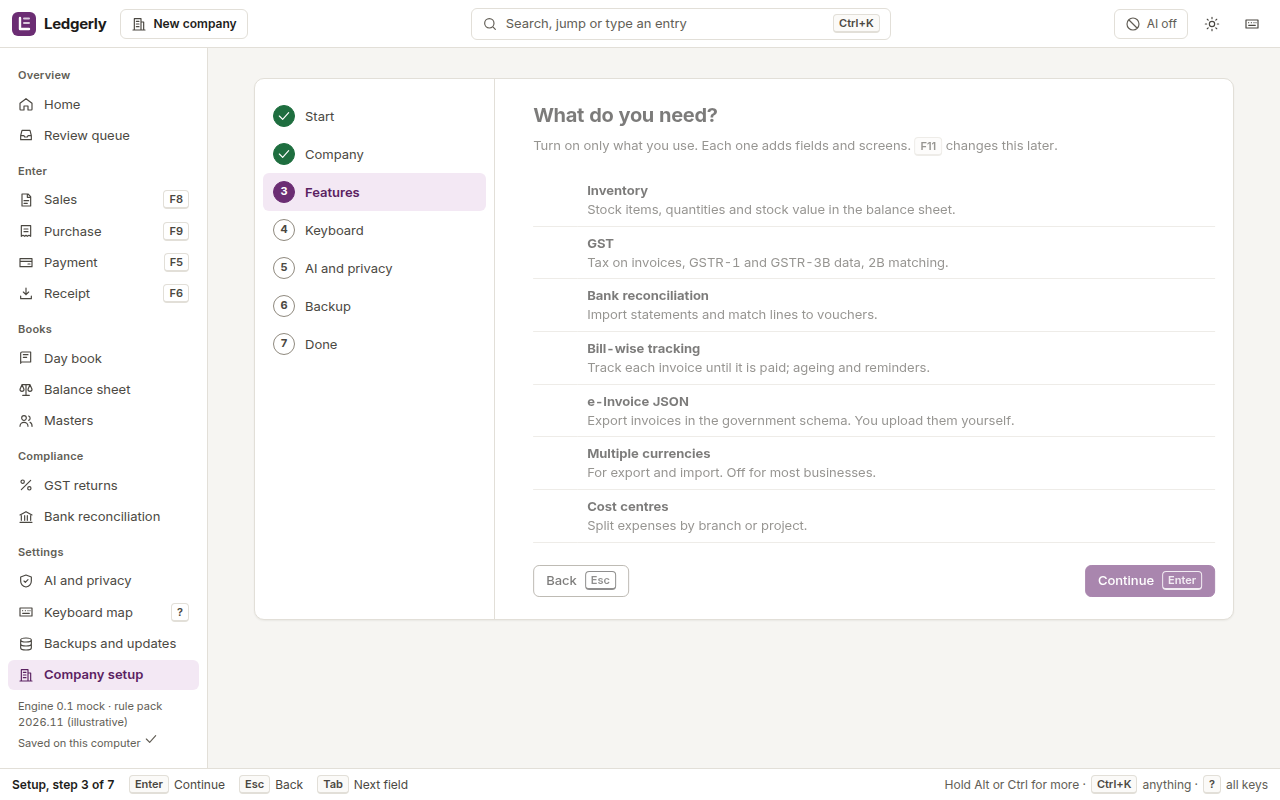 Ledgerly
New company
Search, jump or type an entry
Ctrl+K
AI off
Overview
Home
Review queue
Enter
Sales F8
Purchase F9
Payment F5
Receipt F6
Books
Day book
Balance sheet
Masters
Compliance
GST returns
Bank reconciliation
Settings
AI and privacy
Keyboard map ?
Backups and updates
Company setup
Engine 0.1 mock · rule pack
2026.11 (illustrative)
Saved on this computer
Start
Company
3 Features
4 Keyboard
5 AI and privacy
6 Backup
7 Done
What do you need?
Turn on only what you use. Each one adds fields and screens. F11 changes this later.
Inventory
Stock items, quantities and stock value in the balance sheet.
GST
Tax on invoices, GSTR-1 and GSTR-3B data, 2B matching.
Bank reconciliation
Import statements and match lines to vouchers.
Bill-wise tracking
Track each invoice until it is paid; ageing and reminders.
e-Invoice JSON
Export invoices in the government schema. You upload them yourself.
Multiple currencies
For export and import. Off for most businesses.
Cost centres
Split expenses by branch or project.
Back Esc
Continue Enter
Setup, step 3 of 7 Enter Continue Esc Back Tab Next field
Hold Alt or Ctrl for more · Ctrl+K anything · ? all keys